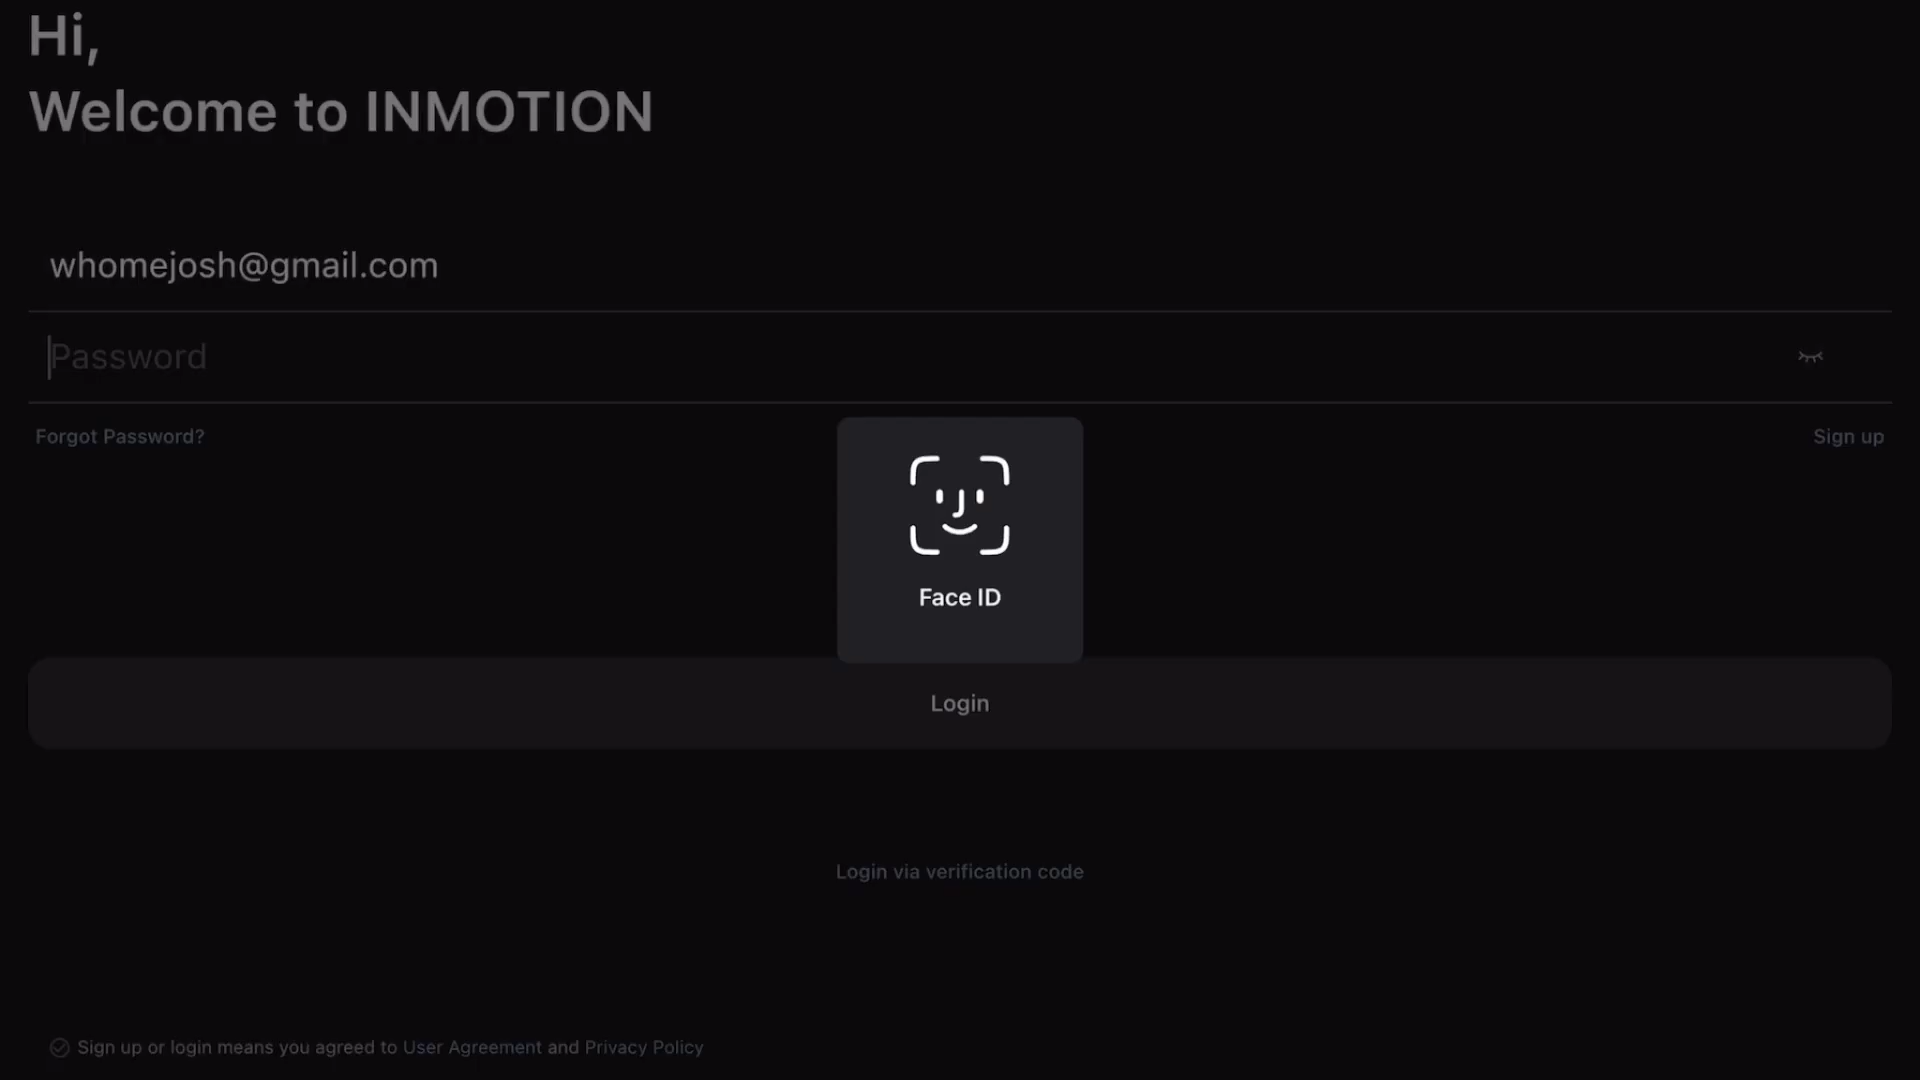 Hi,
Welcome to INMOTION
whomejosh@gmail.com
Password
Forgot Password?
Sign up
Face ID
Login
Login via verification code
Sign up or login means you agreed to User Agreement and Privacy Policy